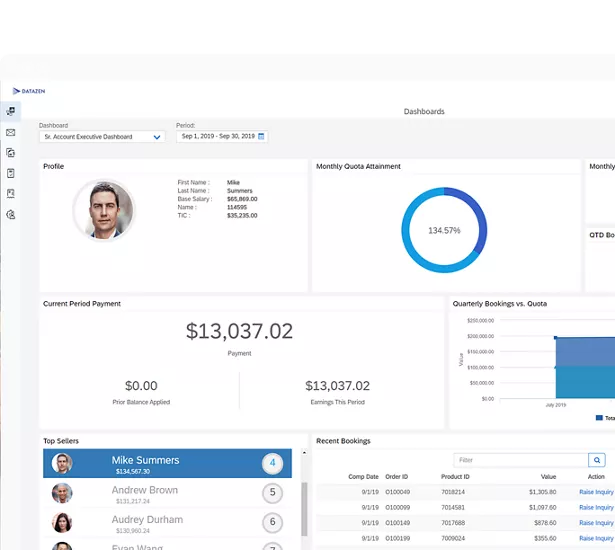 DATAZEN
Dashboards
Dashboard
Period:
Sr. Account Executive Dashboard
Sep 1, 2019 - Sep 30, 2019
Profile
First Name : Mike
Last Name : Summers
Base Salary : $65,869.00
Name : 114595
TIC : $35,235.00
Monthly Quota Attainment
134.57%
Monthly
QTD Bo
Current Period Payment
$13,037.02
Payment
$0.00
Prior Balance Applied
$13,037.02
Earnings This Period
Quarterly Bookings vs. Quota
$250,000.00
$200,000.00
$150,000.00
$100,000.00
$50,000.00
$0.00
Value
July 2019
Tota
Top Sellers
Mike Summers
$134,567.30
4
Andrew Brown
$131,217.24
5
Audrey Durham
$130,960.24
6
Evan Wang
7
Recent Bookings
Filter
Comp Date Order ID Product ID Value Action
9/1/19 O100049 7018214 $1,305.80 Raise Inquiry
9/1/19 O100099 7014581 $1,097.60 Raise Inquiry
9/1/19 O100149 7017688 $878.60 Raise Inquiry
9/1/19 O100199 7009024 $355.60 Raise Inquiry